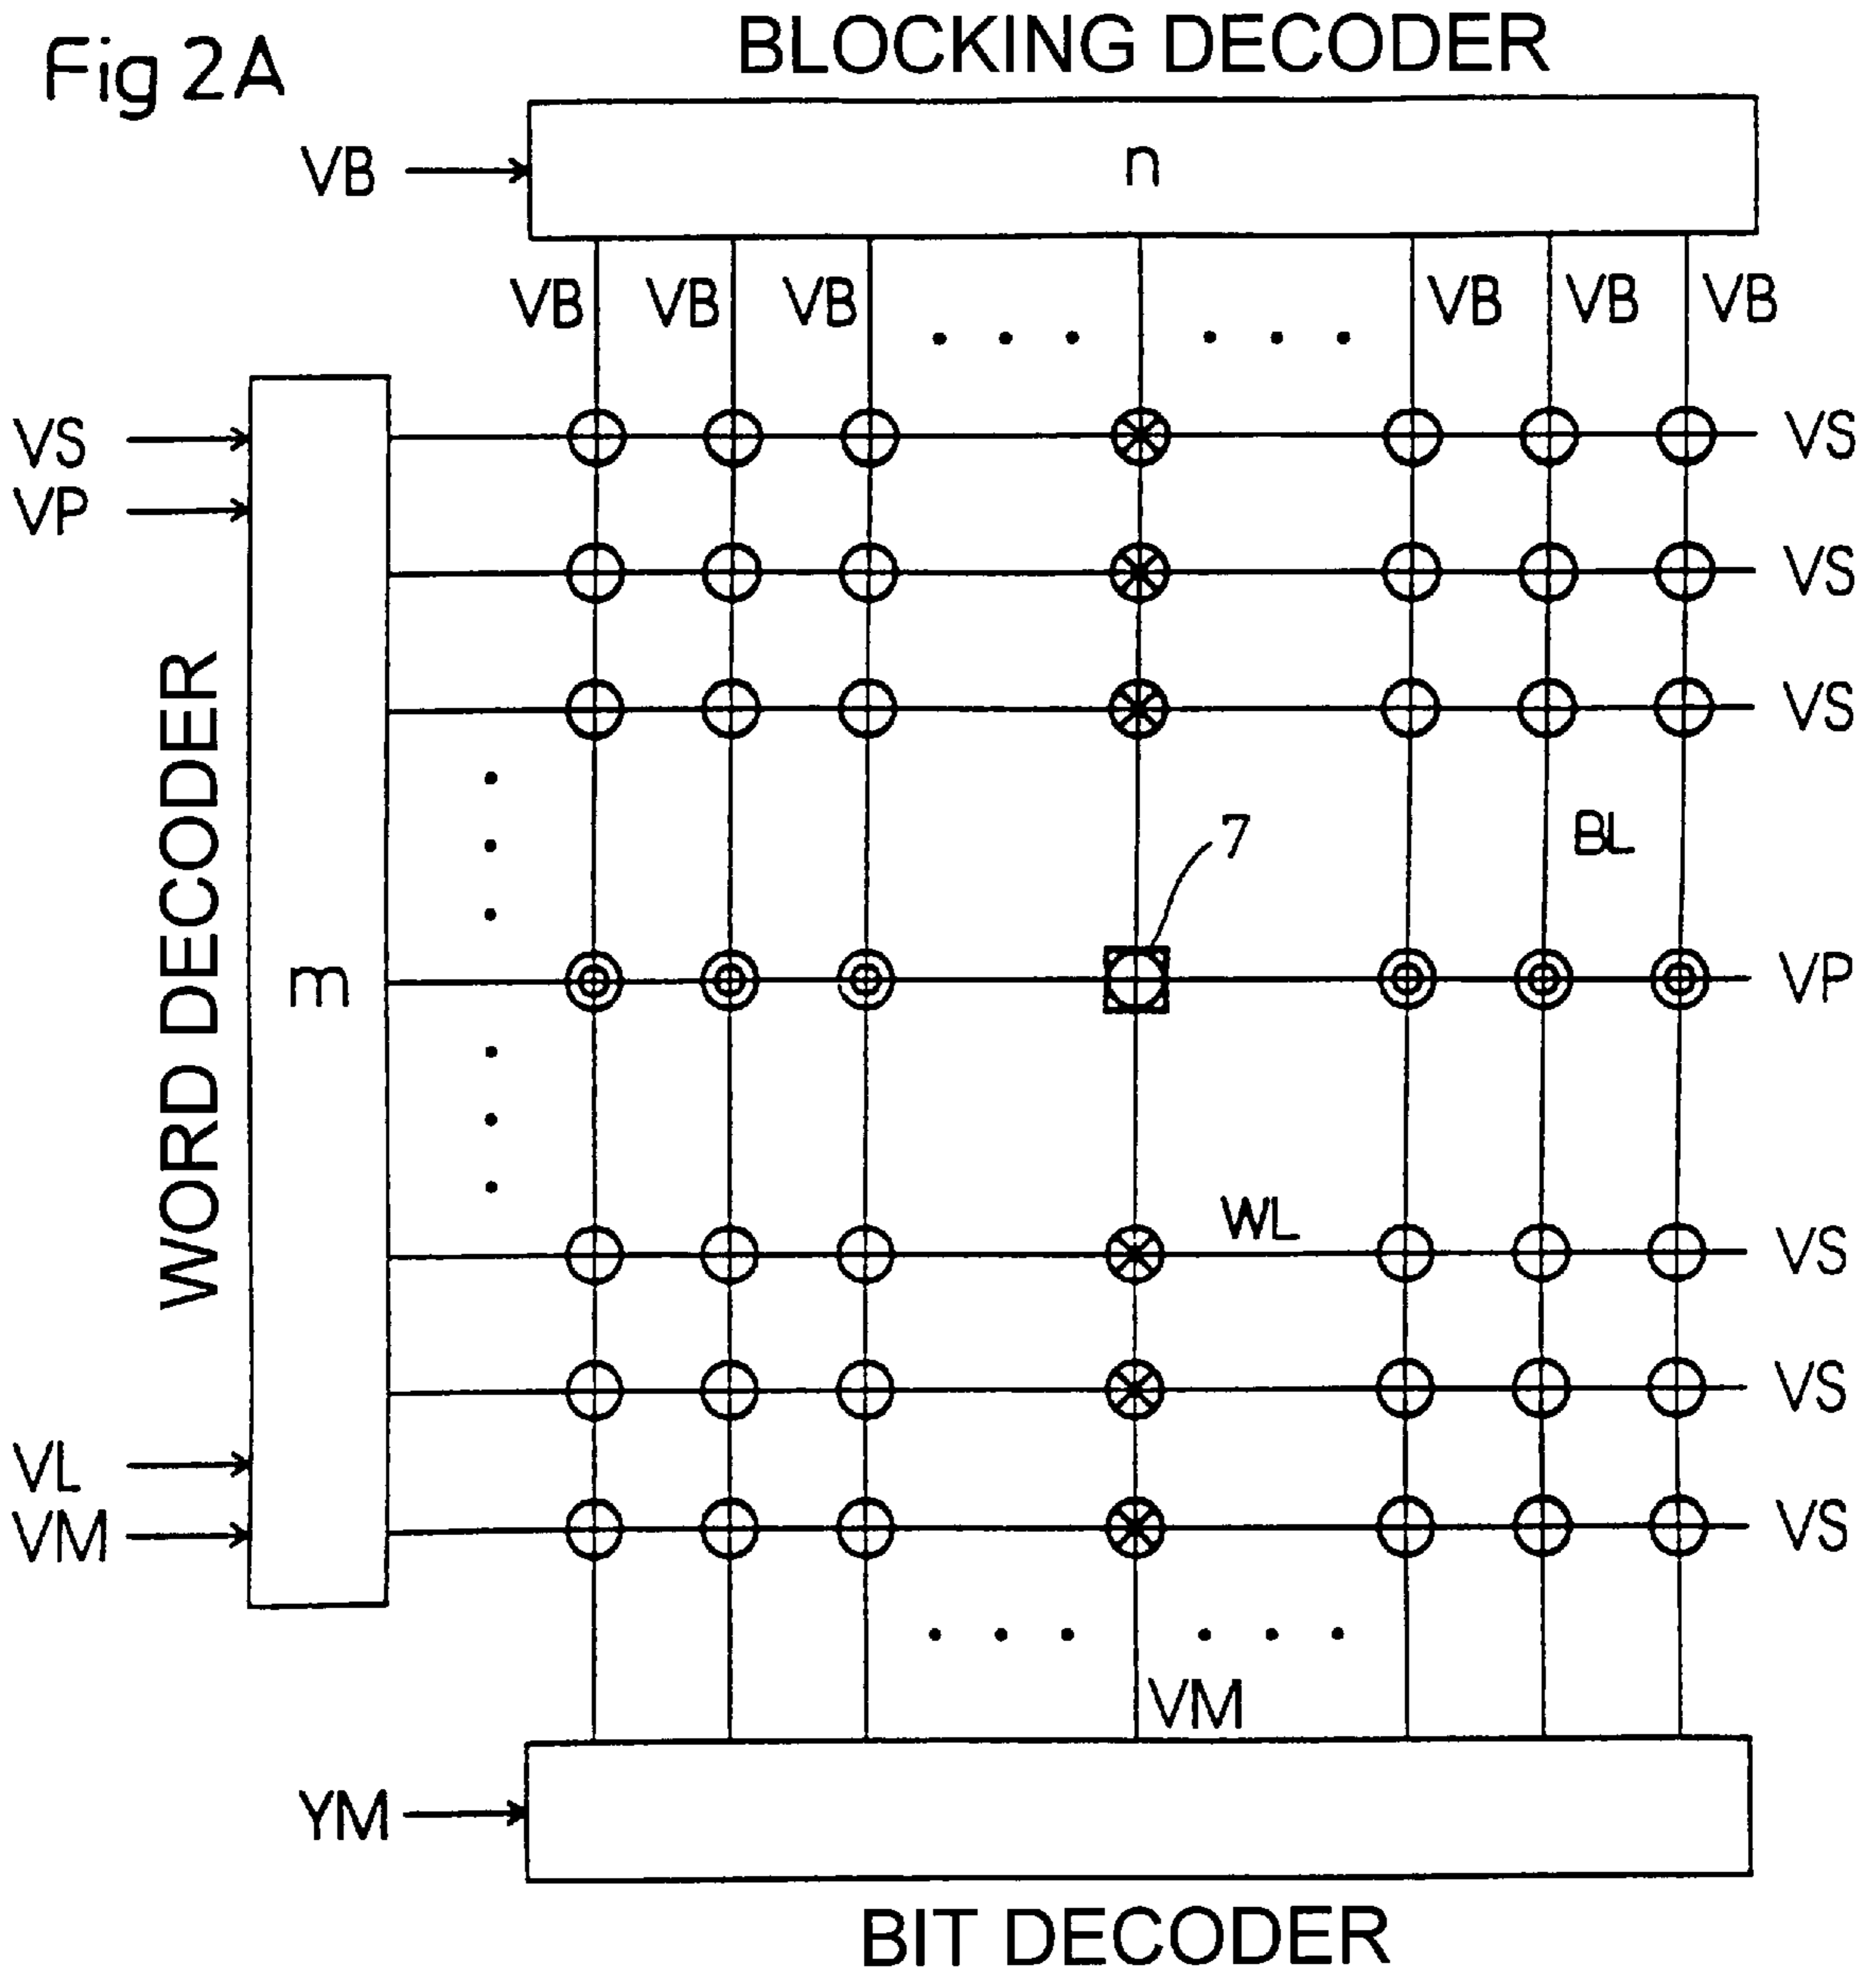 Fig 2A
BLOCKING DECODER
VB
n
VB VB VB VB VB VB
VS
VS
VP
VS
VS
BL
7
WORD DECODER
m
VP
WL
VS
VL
VS
VM
VS
VM
YM
BIT DECODER